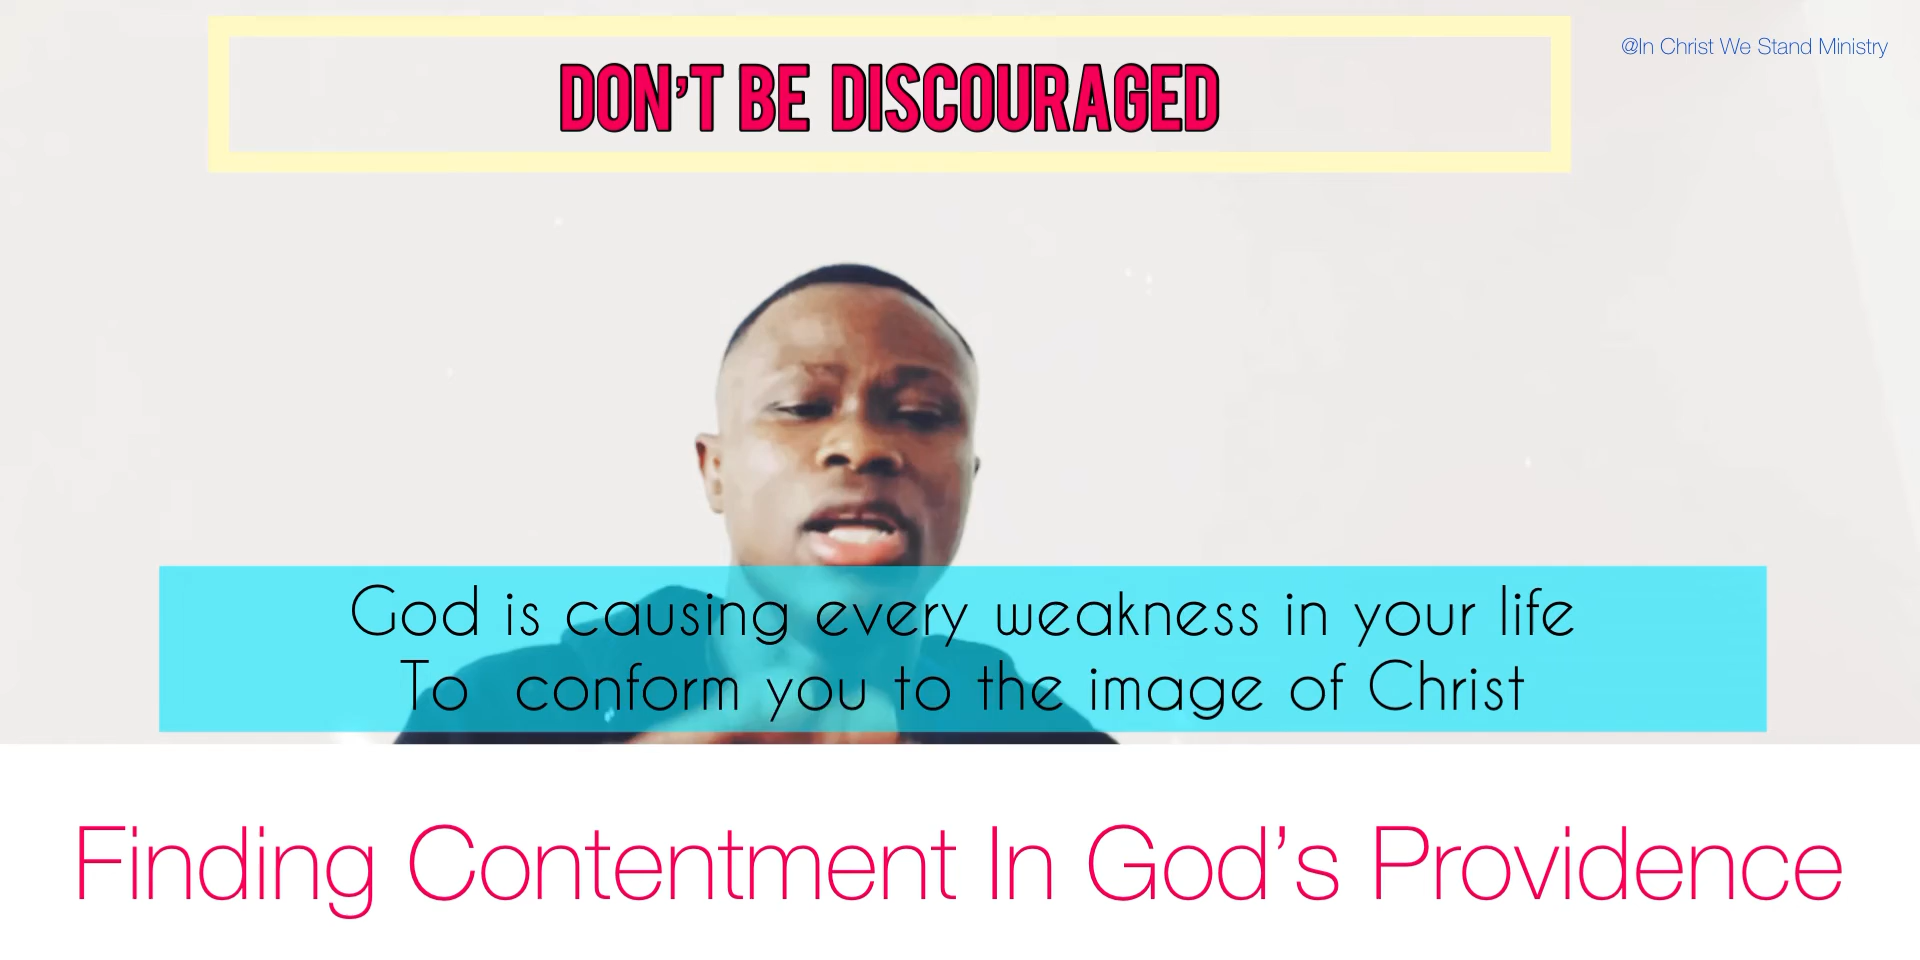 @In Christ We Stand Ministry
DON'T BE DISCOURAGED
God is causing every weakness in your life
To conform you to the image of Christ
Finding Contentment In God's Providence